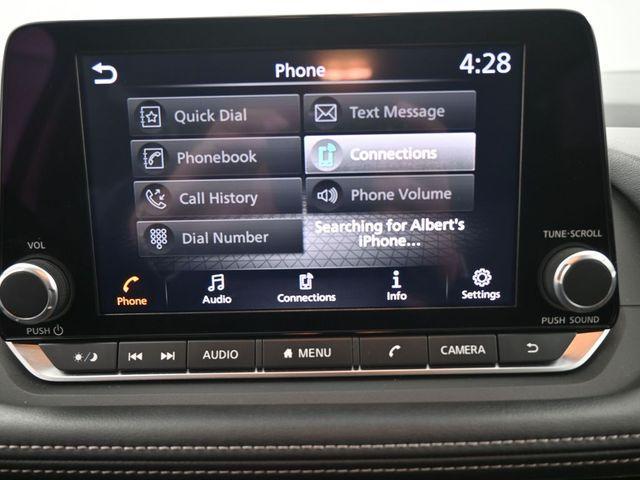 Phone
4:28
Quick Dial
Text Message
Phonebook
Connections
Call History
Phone Volume
Dial Number
Searching for Albert's
iPhone...
Phone
Audio
Connections
Info
Settings
VOL
PUSH
TUNE·SCROLL
PUSH SOUND
AUDIO
MENU
CAMERA